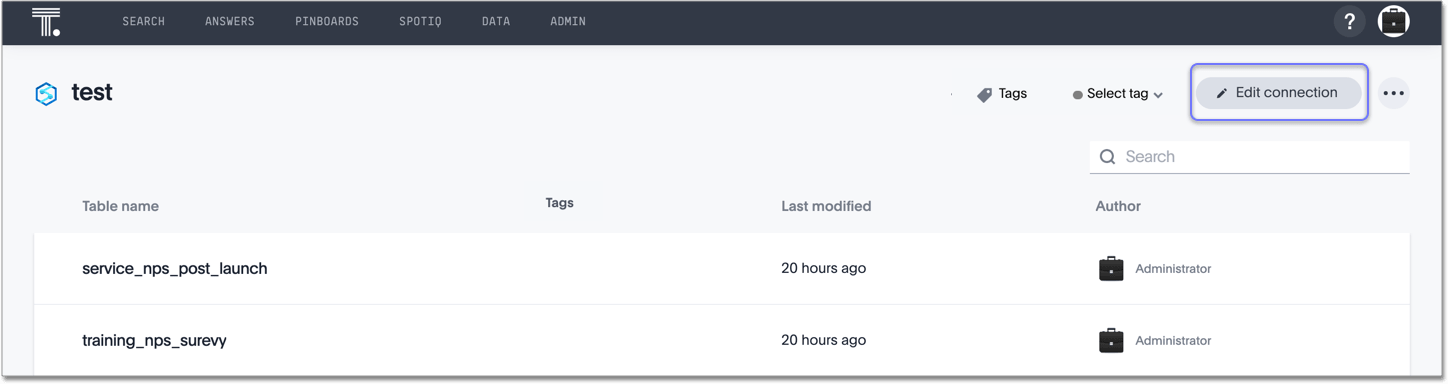 SEARCH ANSWERS PINBOARDS SPOTIQ DATA ADMIN ?
test Tags Select tag Edit connection
Search
Table name Tags Last modified Author
service_nps_post_launch 20 hours ago Administrator
training_nps_surevy 20 hours ago Administrator